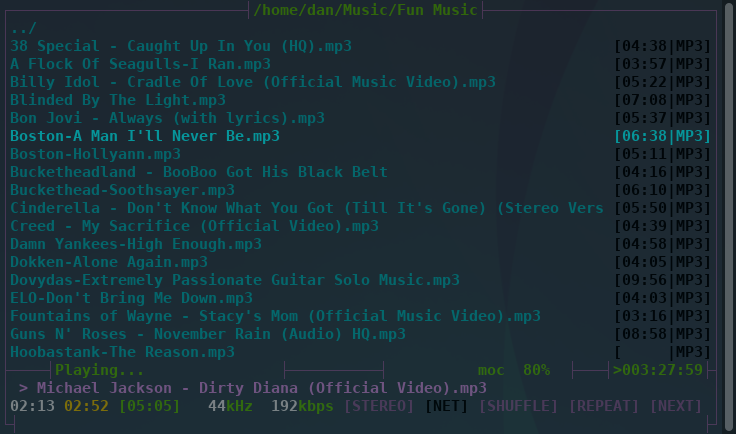 /home/dan/Music/Fun Music
../
38 Special - Caught Up In You (HQ).mp3 [04:38|MP3]
A Flock Of Seagulls-I Ran.mp3 [03:57|MP3]
Billy Idol - Cradle Of Love (Official Music Video).mp3 [05:22|MP3]
Blinded By The Light.mp3 [07:08|MP3]
Bon Jovi - Always (with lyrics).mp3 [05:37|MP3]
Boston-A Man I'll Never Be.mp3 [06:38|MP3]
Boston-Hollyann.mp3 [05:11|MP3]
Bucketheadland - BooBoo Got His Black Belt [04:16|MP3]
Buckethead-Soothsayer.mp3 [06:10|MP3]
Cinderella - Don't Know What You Got (Till It's Gone) (Stereo Vers [05:50|MP3]
Creed - My Sacrifice (Official Video).mp3 [04:39|MP3]
Damn Yankees-High Enough.mp3 [04:58|MP3]
Dokken-Alone Again.mp3 [04:05|MP3]
Dovydas-Extremely Passionate Guitar Solo Music.mp3 [09:56|MP3]
ELO-Don't Bring Me Down.mp3 [04:03|MP3]
Fountains of Wayne - Stacy's Mom (Official Music Video).mp3 [03:16|MP3]
Guns N' Roses - November Rain (Audio) HQ.mp3 [08:58|MP3]
Hoobastank-The Reason.mp3 [     |MP3]
Playing... moc 80% >003:27:59
> Michael Jackson - Dirty Diana (Official Video).mp3
02:13 02:52 [05:05] 44kHz 192kbps [STEREO] [NET] [SHUFFLE] [REPEAT] [NEXT]